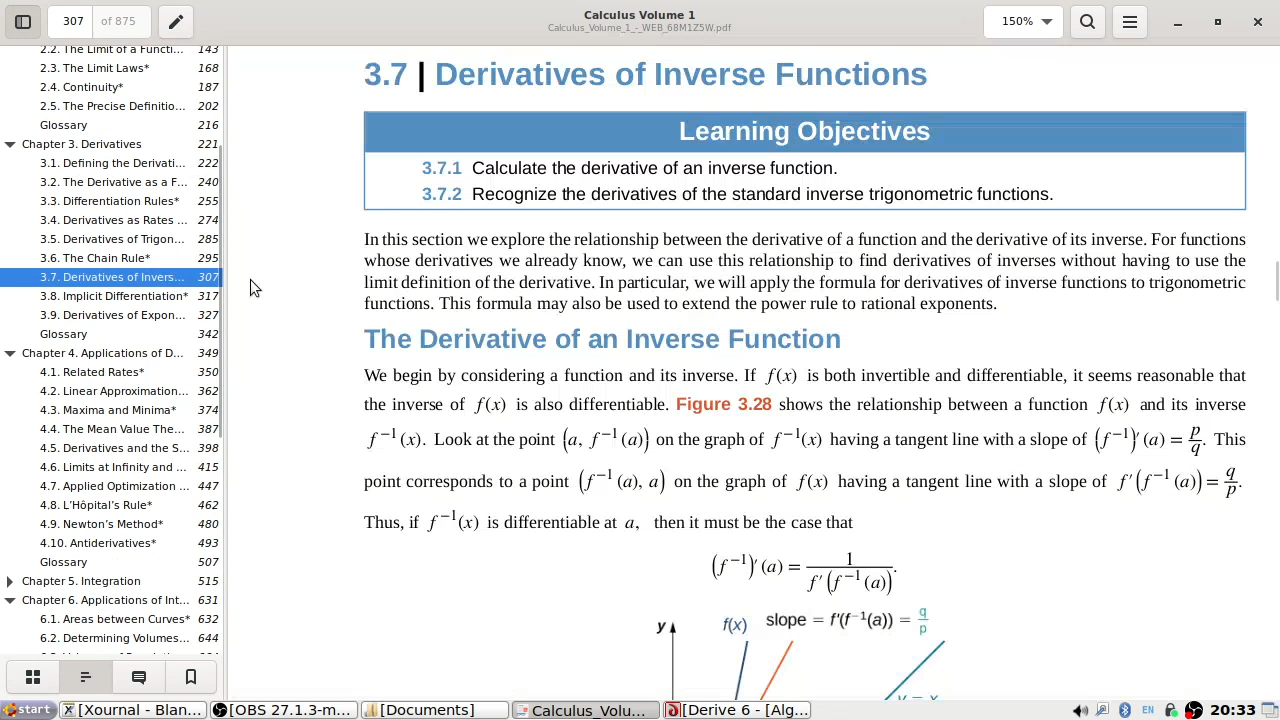 307 of 875
Calculus Volume 1
Calculus_Volume_1_-_WEB_68M1Z5W.pdf
150%
2.2. The Limit of a Functi... 143
2.3. The Limit Laws* 168
2.4. Continuity* 187
2.5. The Precise Definitio... 202
Glossary 216
Chapter 3. Derivatives 221
3.1. Defining the Derivati... 222
3.2. The Derivative as a F... 240
3.3. Differentiation Rules* 255
3.4. Derivatives as Rates ... 274
3.5. Derivatives of Trigon... 285
3.6. The Chain Rule* 295
3.7. Derivatives of Invers... 307
3.8. Implicit Differentiation* 317
3.9. Derivatives of Expon... 327
Glossary 342
Chapter 4. Applications of D... 349
4.1. Related Rates* 350
4.2. Linear Approximation... 362
4.3. Maxima and Minima* 374
4.4. The Mean Value The... 387
4.5. Derivatives and the S... 398
4.6. Limits at Infinity and ... 415
4.7. Applied Optimization ... 447
4.8. L'Hôpital's Rule* 462
4.9. Newton's Method* 480
4.10. Antiderivatives* 493
Glossary 507
Chapter 5. Integration 515
Chapter 6. Applications of Int... 631
6.1. Areas between Curves* 632
6.2. Determining Volumes... 644
3.7 | Derivatives of Inverse Functions
Learning Objectives
3.7.1 Calculate the derivative of an inverse function.
3.7.2 Recognize the derivatives of the standard inverse trigonometric functions.
In this section we explore the relationship between the derivative of a function and the derivative of its inverse. For functions
whose derivatives we already know, we can use this relationship to find derivatives of inverses without having to use the
limit definition of the derivative. In particular, we will apply the formula for derivatives of inverse functions to trigonometric
functions. This formula may also be used to extend the power rule to rational exponents.
The Derivative of an Inverse Function
We begin by considering a function and its inverse. If f(x) is both invertible and differentiable, it seems reasonable that
the inverse of f(x) is also differentiable. Figure 3.28 shows the relationship between a function f(x) and its inverse
f⁻¹(x). Look at the point (a, f⁻¹(a)) on the graph of f⁻¹(x) having a tangent line with a slope of (f⁻¹)′(a) = p/q. This
point corresponds to a point (f⁻¹(a), a) on the graph of f(x) having a tangent line with a slope of f′(f⁻¹(a)) = q/p.
Thus, if f⁻¹(x) is differentiable at a, then it must be the case that
(f⁻¹)′(a) = 1/f′(f⁻¹(a)).
y f(x) slope = f′(f⁻¹(a)) = q/p
y = x
start [Xournal - Blan... [OBS 27.1.3-m... [Documents] Calculus_Volu... [Derive 6 - [Alg... EN 20:33